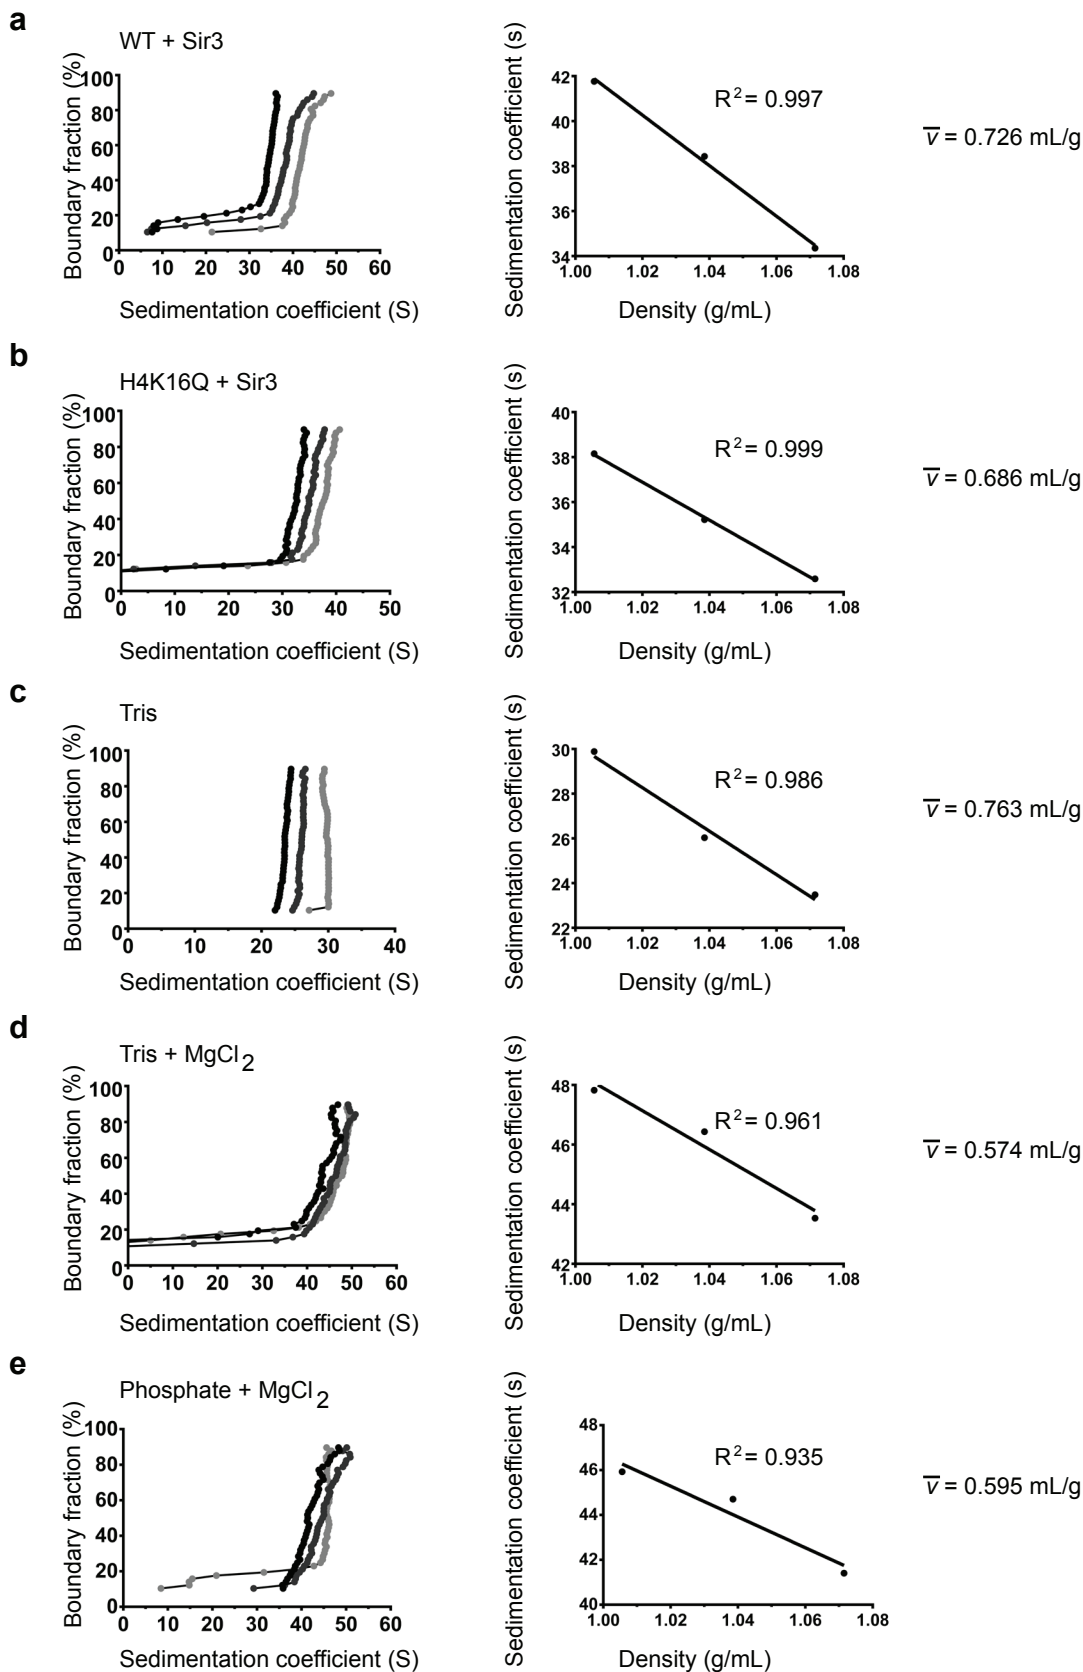 a
WT + Sir3
Boundary fraction (%)
100
80
60
40
20
0
0 10 20 30 40 50 60
Sedimentation coefficient (S)
Sedimentation coefficient (s)
42
40
38
36
34
1.00 1.02 1.04 1.06 1.08
Density (g/mL)
R² = 0.997
v̅ = 0.726 mL/g
b
H4K16Q + Sir3
Boundary fraction (%)
100
80
60
40
20
0
0 10 20 30 40 50
Sedimentation coefficient (S)
Sedimentation coefficient (s)
40
38
36
34
32
1.00 1.02 1.04 1.06 1.08
Density (g/mL)
R² = 0.999
v̅ = 0.686 mL/g
c
Tris
Boundary fraction (%)
100
80
60
40
20
0
0 10 20 30 40
Sedimentation coefficient (S)
Sedimentation coefficient (s)
30
28
26
24
22
1.00 1.02 1.04 1.06 1.08
Density (g/mL)
R² = 0.986
v̅ = 0.763 mL/g
d
Tris + MgCl₂
Boundary fraction (%)
100
80
60
40
20
0
0 10 20 30 40 50 60
Sedimentation coefficient (S)
Sedimentation coefficient (s)
48
46
44
42
1.00 1.02 1.04 1.06 1.08
Density (g/mL)
R² = 0.961
v̅ = 0.574 mL/g
e
Phosphate + MgCl₂
Boundary fraction (%)
100
80
60
40
20
0
0 10 20 30 40 50 60
Sedimentation coefficient (S)
Sedimentation coefficient (s)
48
46
44
42
40
1.00 1.02 1.04 1.06 1.08
Density (g/mL)
R² = 0.935
v̅ = 0.595 mL/g